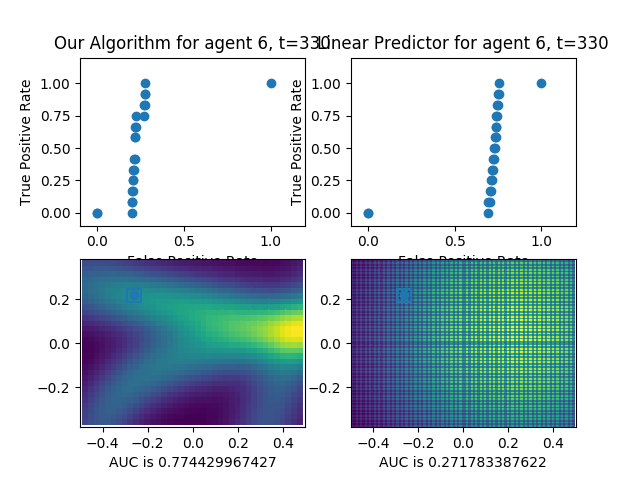 Our Algorithm for agent 6, t=330
Linear Predictor for agent 6, t=330
True Positive Rate
1.00
0.75
0.50
0.25
0.00
0.0 0.5 1.0
False Positive Rate
True Positive Rate
1.00
0.75
0.50
0.25
0.00
0.0 0.5 1.0
False Positive Rate
0.2
0.0
−0.2
−0.4 −0.2 0.0 0.2 0.4
AUC is 0.774429967427
0.2
0.0
−0.2
−0.4 −0.2 0.0 0.2 0.4
AUC is 0.271783387622